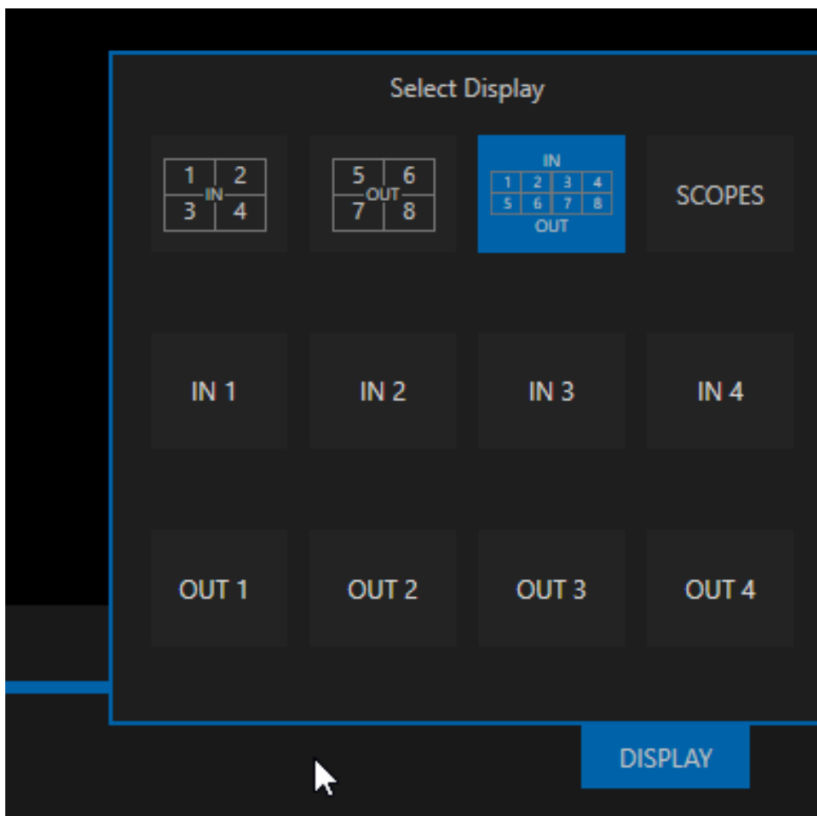 Select Display
1 2
IN
3 4
5 6
OUT
7 8
IN
1 2 3 4
5 6 7 8
OUT
SCOPES
IN 1 IN 2 IN 3 IN 4
OUT 1 OUT 2 OUT 3 OUT 4
DISPLAY